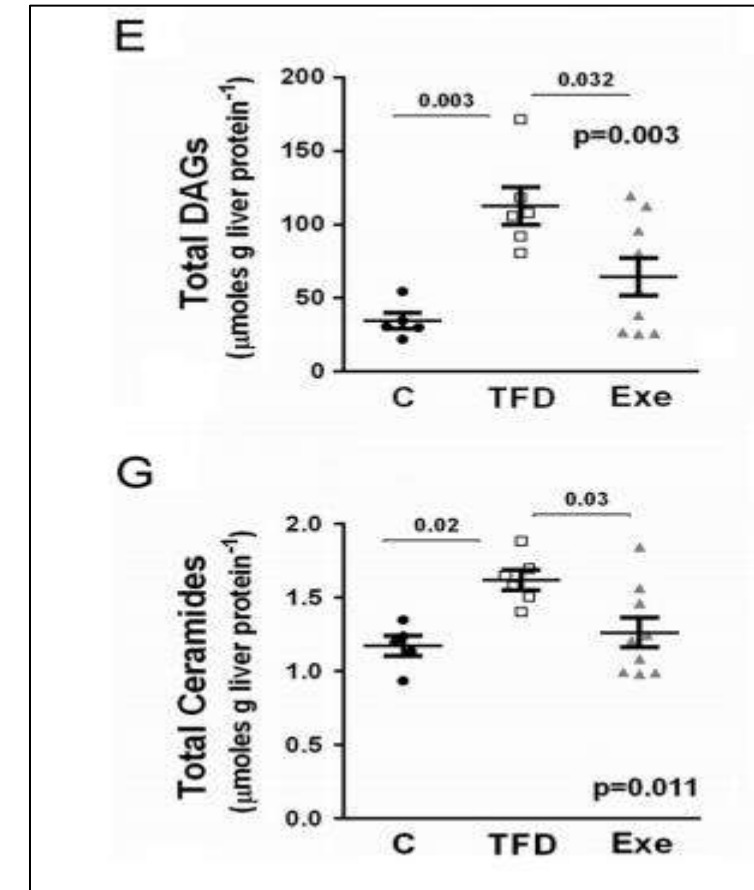 E
Total DAGs
(μmoles g liver protein⁻¹)
200
150
100
50
0
0.003
0.032
p=0.003
C TFD Exe
G
Total Ceramides
(μmoles g liver protein⁻¹)
2.0
1.5
1.0
0.5
0.0
0.02
0.03
p=0.011
C TFD Exe